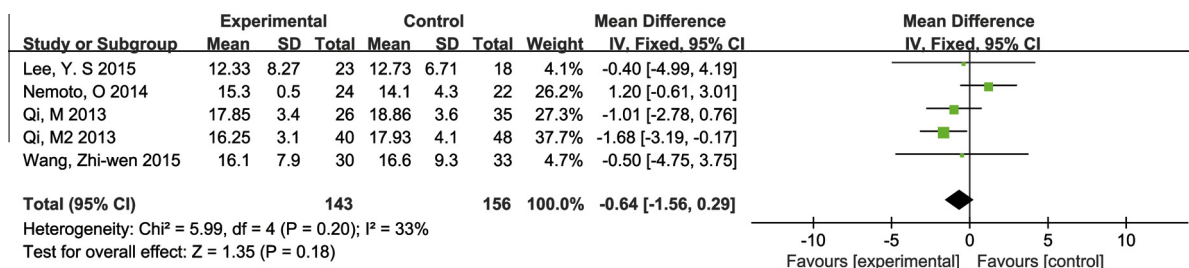 Experimental Control Mean Difference Mean Difference
Study or Subgroup Mean SD Total Mean SD Total Weight IV, Fixed, 95% CI IV, Fixed, 95% CI
Lee, Y. S 2015 12.33 8.27 23 12.73 6.71 18 4.1% -0.40 [-4.99, 4.19]
Nemoto, O 2014 15.3 0.5 24 14.1 4.3 22 26.2% 1.20 [-0.61, 3.01]
Qi, M 2013 17.85 3.4 26 18.86 3.6 35 27.3% -1.01 [-2.78, 0.76]
Qi, M2 2013 16.25 3.1 40 17.93 4.1 48 37.7% -1.68 [-3.19, -0.17]
Wang, Zhi-wen 2015 16.1 7.9 30 16.6 9.3 33 4.7% -0.50 [-4.75, 3.75]
Total (95% CI) 143 156 100.0% -0.64 [-1.56, 0.29]
Heterogeneity: Chi² = 5.99, df = 4 (P = 0.20); I² = 33%
Test for overall effect: Z = 1.35 (P = 0.18)
-10 -5 0 5 10
Favours [experimental] Favours [control]